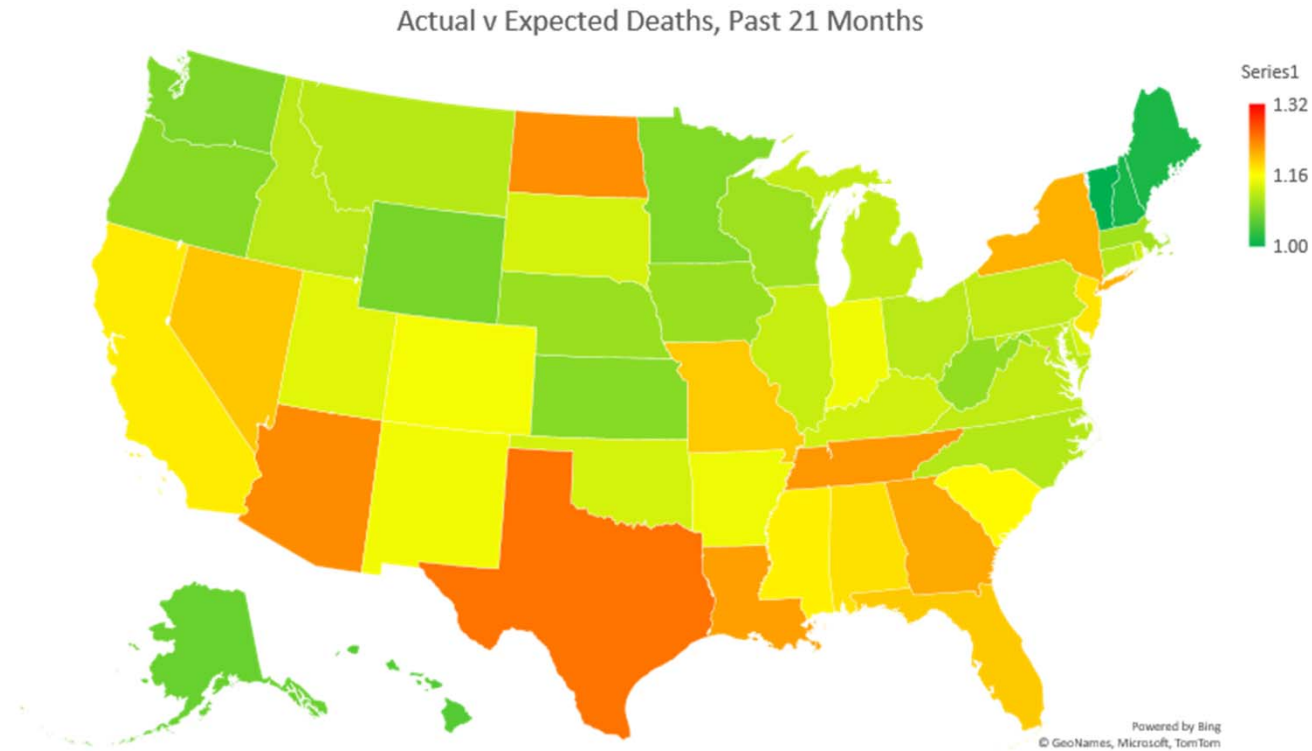 Actual v Expected Deaths, Past 21 Months
Series1
1.32
1.16
1.00
Powered by Bing
© GeoNames, Microsoft, TomTom